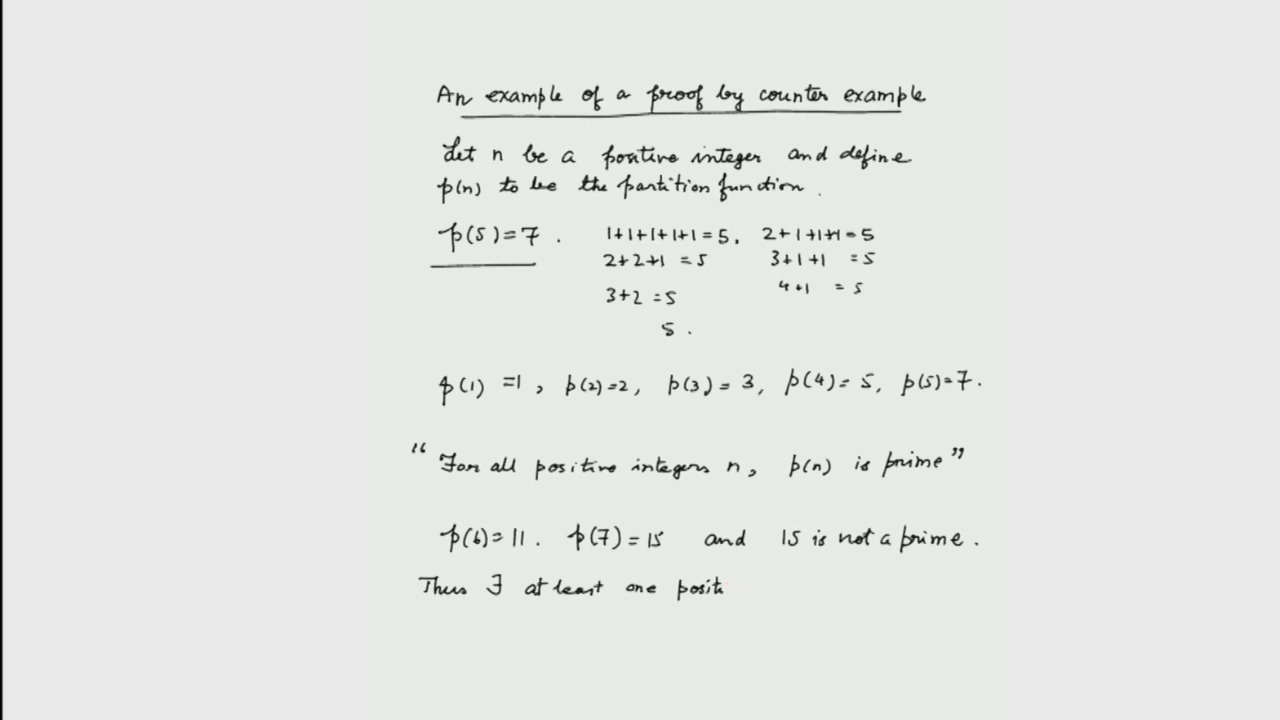 An example of a proof by counter example
Let n be a positive integer and define
p(n) to be the partition function.
p(5)=7. 1+1+1+1+1=5, 2+1+1+1=5
2+2+1 =5 3+1+1 =5
3+2 =5 4+1 = 5
5.
p(1) =1, p(2)=2, p(3)= 3, p(4)= 5, p(5)=7.
"For all positive integers n, p(n) is prime"
p(6)=11. p(7)=15 and 15 is not a prime.
Thus ∃ at least one posit